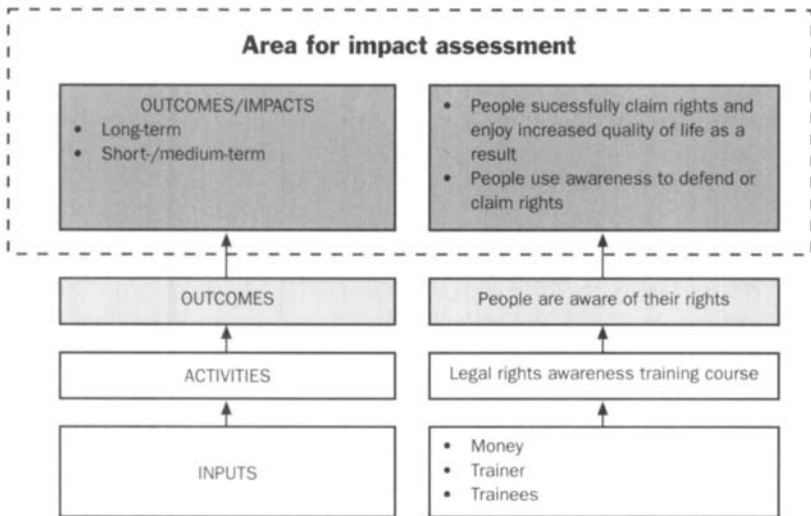 Area for impact assessment
OUTCOMES/IMPACTS
• Long-term
• Short-/medium-term
• People sucessfully claim rights and
enjoy increased quality of life as a
result
• People use awareness to defend or
claim rights
OUTCOMES
People are aware of their rights
ACTIVITIES
Legal rights awareness training course
INPUTS
• Money
• Trainer
• Trainees